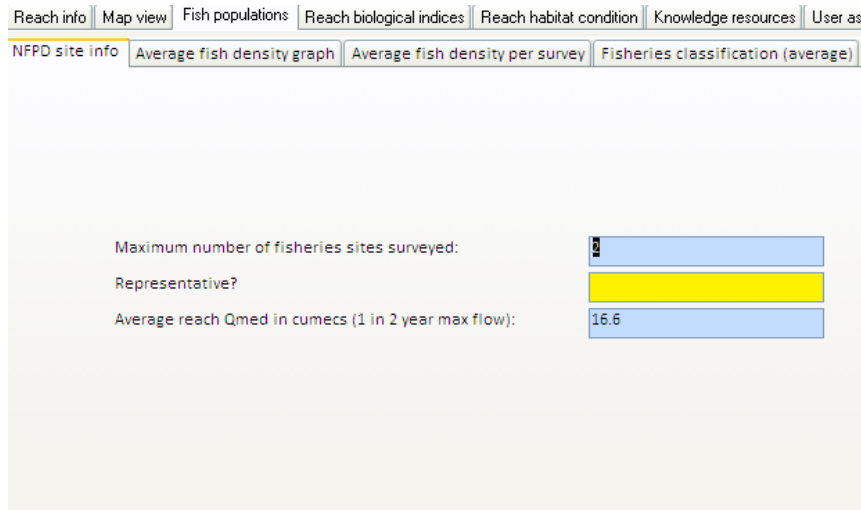 Reach info Map view Fish populations Reach biological indices Reach habitat condition Knowledge resources User as
NFPD site info Average fish density graph Average fish density per survey Fisheries classification (average)
Maximum number of fisheries sites surveyed: 2
Representative?
Average reach Qmed in cumecs (1 in 2 year max flow): 16.6